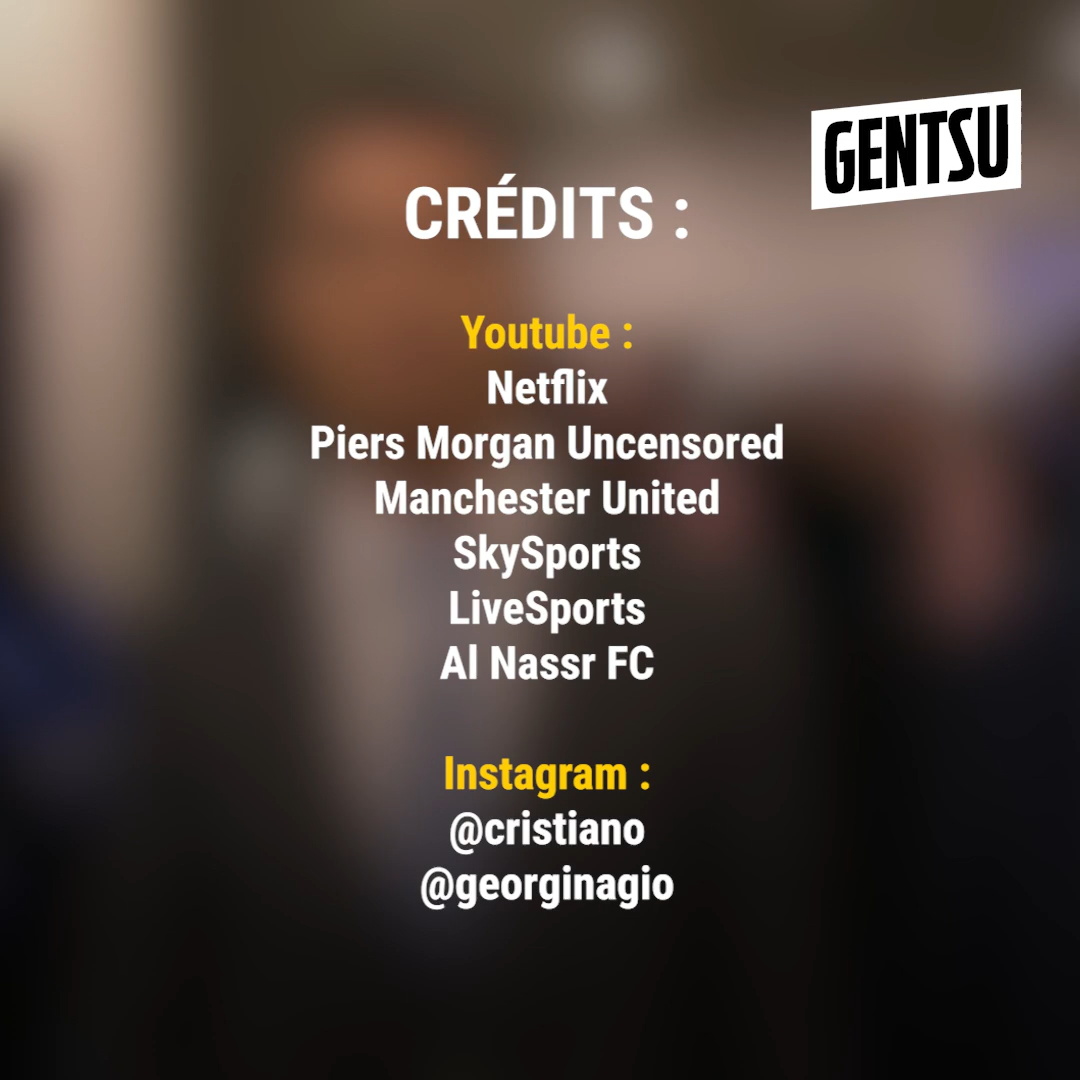 GENTSU
CRÉDITS :
Youtube :
Netflix
Piers Morgan Uncensored
Manchester United
SkySports
LiveSports
Al Nassr FC
Instagram :
@cristiano
@georginagio